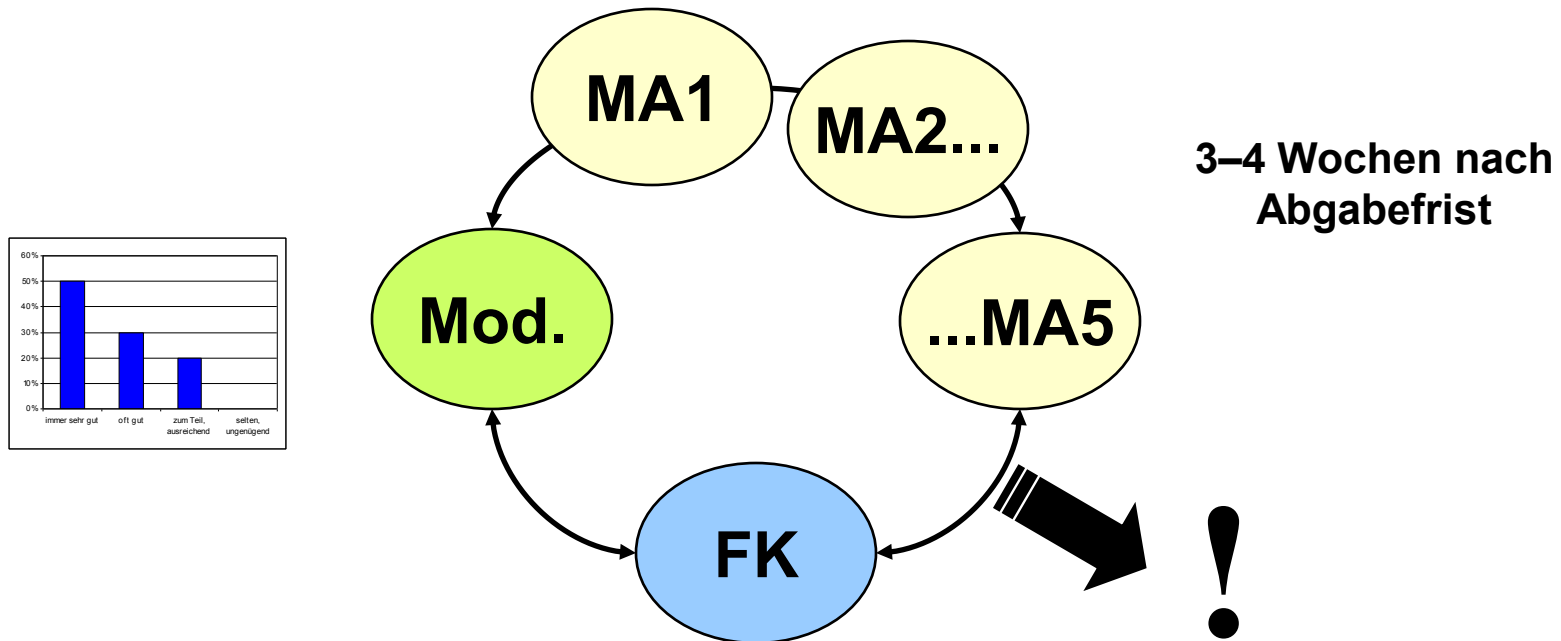 MA1
MA2...
3–4 Wochen nach
Abgabefrist
Mod.
...MA5
60%
50%
40%
30%
20%
10%
0%
immer sehr gut
oft gut
zum Teil,
ausreichend
selten,
ungenügend
FK
!